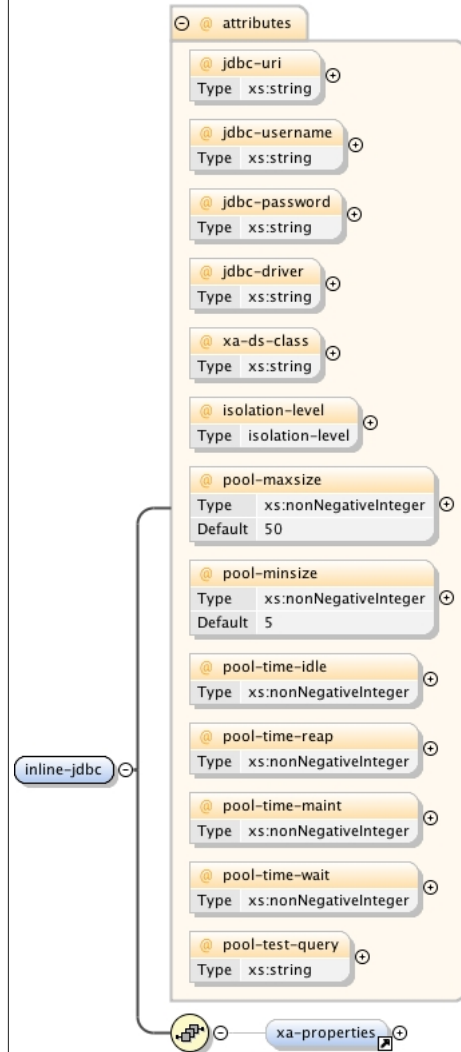 @ attributes
@ jdbc-uri
Type xs:string
@ jdbc-username
Type xs:string
@ jdbc-password
Type xs:string
@ jdbc-driver
Type xs:string
@ xa-ds-class
Type xs:string
@ isolation-level
Type isolation-level
@ pool-maxsize
Type xs:nonNegativeInteger
Default 50
@ pool-minsize
Type xs:nonNegativeInteger
Default 5
@ pool-time-idle
Type xs:nonNegativeInteger
@ pool-time-reap
Type xs:nonNegativeInteger
inline-jdbc
@ pool-time-maint
Type xs:nonNegativeInteger
@ pool-time-wait
Type xs:nonNegativeInteger
@ pool-test-query
Type xs:string
xa-properties